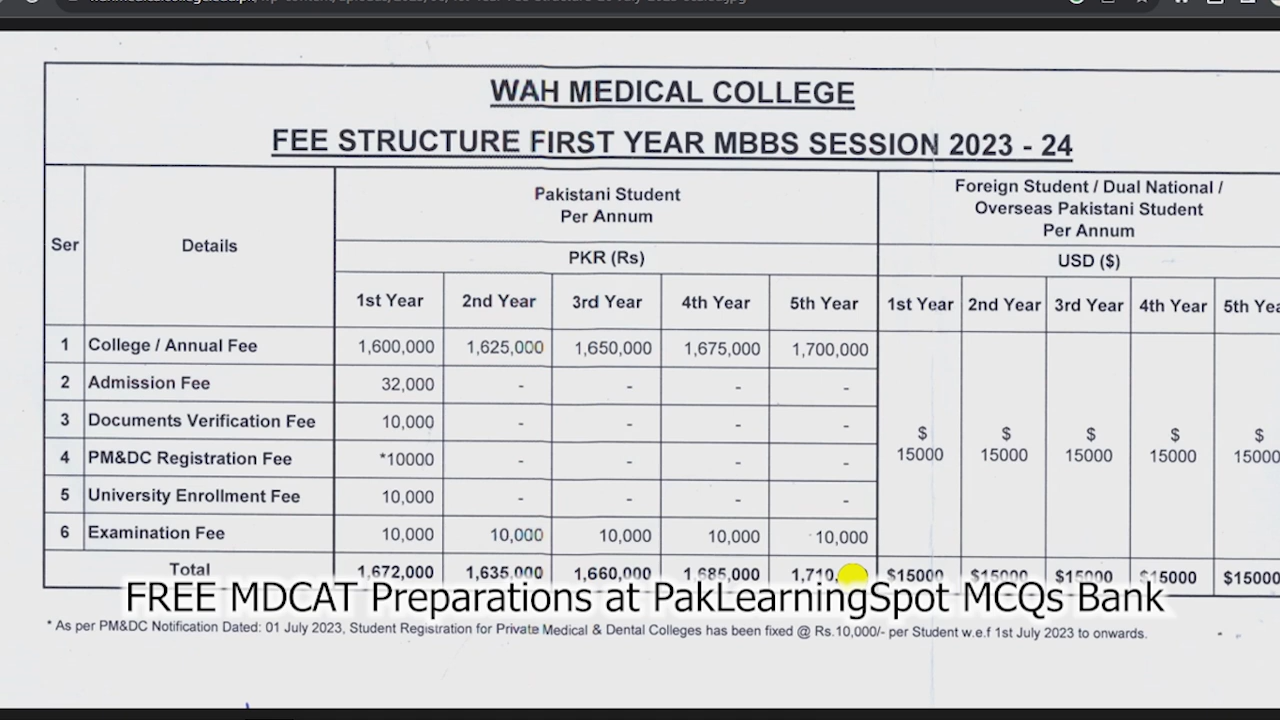 WAH MEDICAL COLLEGE
FEE STRUCTURE FIRST YEAR MBBS SESSION 2023 - 24
Ser Details Pakistani Student Per Annum Foreign Student / Dual National / Overseas Pakistani Student Per Annum
PKR (Rs) USD ($)
1st Year 2nd Year 3rd Year 4th Year 5th Year 1st Year 2nd Year 3rd Year 4th Year 5th
1 College / Annual Fee 1,600,000 1,625,000 1,650,000 1,675,000 1,700,000
2 Admission Fee 32,000 - - - -
3 Documents Verification Fee 10,000 - - - -
4 PM&DC Registration Fee *10000 - - - -
$ 15000 $ 15000 $ 15000 $ 15000 $ 15000
5 University Enrollment Fee 10,000 - - - -
6 Examination Fee 10,000 10,000 10,000 10,000 10,000
Total 1,672,000 1,635,000 1,660,000 1,685,000 1,710, $15000 $15000 $15000 $15000 $15000
FREE MDCAT Preparations at PakLearningSpot MCQs Bank
* As per PM&DC Notification Dated: 01 July 2023, Student Registration for Private Medical & Dental Colleges has been fixed @ Rs.10,000/- per Student w.e.f 1st July 2023 to onwards.